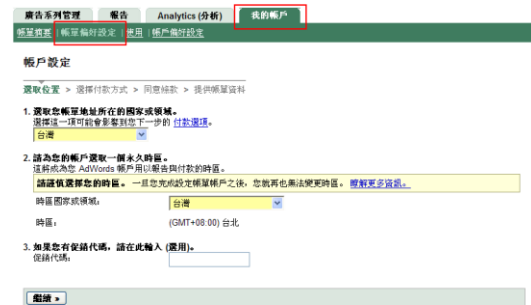 廣告系列管理 報告 Analytics (分析) 我的帳戶
帳單摘要 | 帳單偏好設定 | 使用 | 帳戶偏好設定
帳戶設定
選取位置 > 選擇付款方式 > 同意條款 > 提供帳單資料
1. 選取您帳單地址所在的國家或領域。
選擇這一項可能會影響到您下一步的 付款選項。
台灣
2. 請為您的帳戶選取一個永久時區。
這將成為您 AdWords 帳戶用以報告與付款的時區。
請謹慎選擇您的時區。 一旦您完成設定帳單帳戶之後，您就再也無法變更時區。 瞭解更多資訊。
時區國家或領域： 台灣
時區： (GMT+08:00) 台北
3. 如果您有促銷代碼，請在此輸入 (選用)。
促銷代碼：
繼續 »